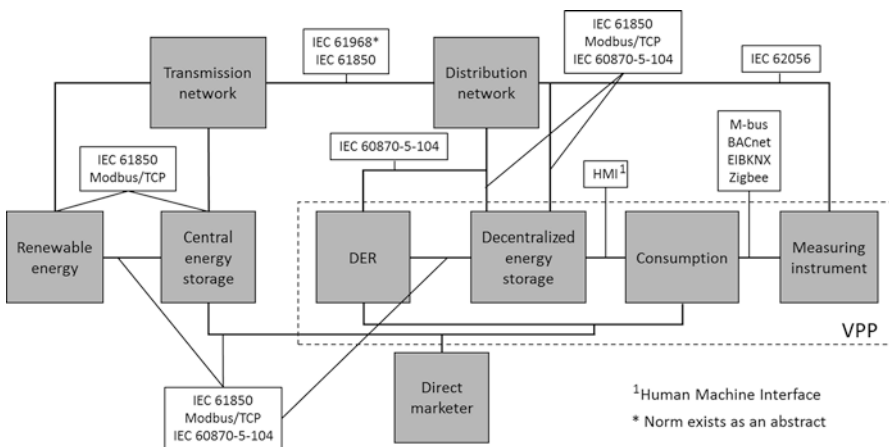 IEC 61968*
IEC 61850
Transmission
network
Distribution
network
IEC 61850
Modbus/TCP
IEC 60870-5-104
IEC 62056
IEC 60870-5-104
IEC 61850
Modbus/TCP
HMI¹
M-bus
BACnet
EIBKNX
Zigbee
Renewable
energy
Central
energy
storage
DER
Decentralized
energy
storage
Consumption
Measuring
instrument
VPP
Direct
marketer
IEC 61850
Modbus/TCP
IEC 60870-5-104
¹Human Machine Interface
* Norm exists as an abstract